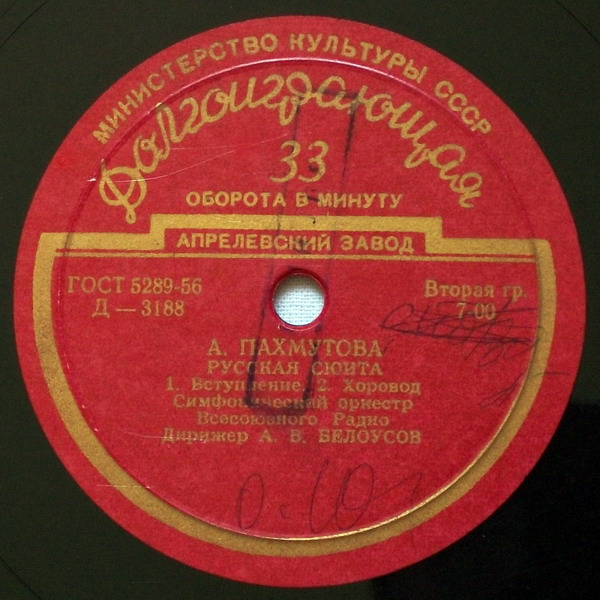 МИНИСТЕРСТВО КУЛЬТУРЫ СССР
Долгоиграющая
33
ОБОРОТА В МИНУТУ
АПРЕЛЕВСКИЙ ЗАВОД
ГОСТ 5289-56
Д — 3188
Вторая гр.
7-00
А. ПАХМУТОВА
РУССКАЯ СЮИТА
1. Вступление. 2. Хоровод
Симфонический оркестр
Всесоюзного Радио
Дирижер А. В. БЕЛОУСОВ